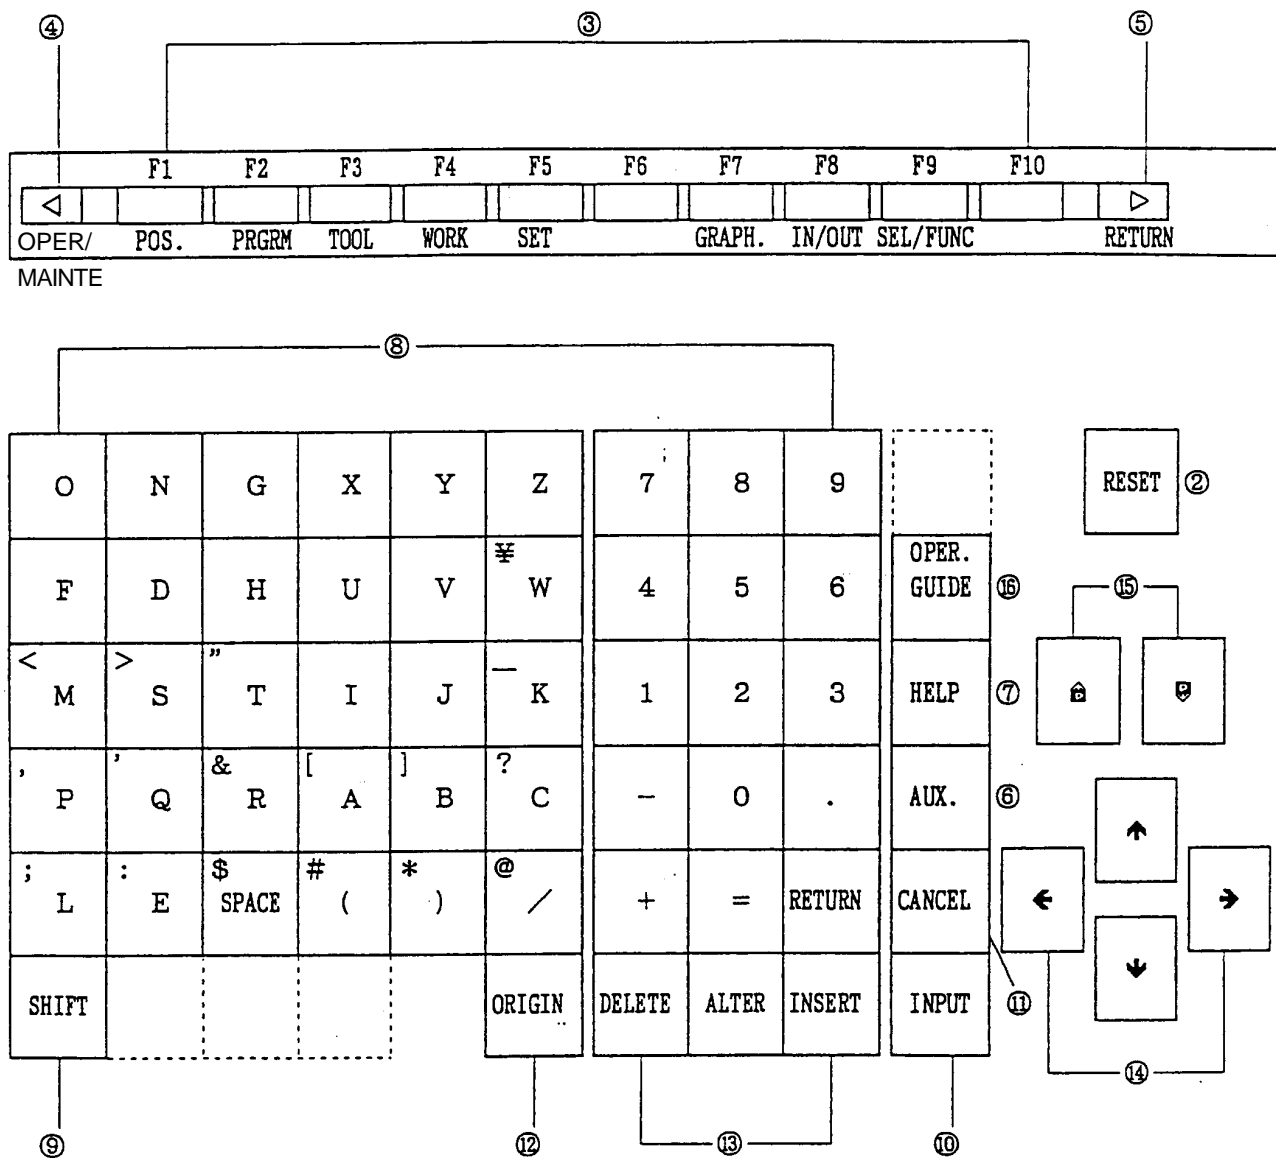 ④ ③ ⑤
F1 F2 F3 F4 F5 F6 F7 F8 F9 F10
OPER/ POS. PRGRM TOOL WORK SET GRAPH. IN/OUT SEL/FUNC RETURN
MAINTE
⑧
O N G X Y Z 7 8 9 RESET ②
¥ OPER.
F D H U V W 4 5 6 GUIDE ⑯ ⑮
< > " —
M S T I J K 1 2 3 HELP ⑦
, ' & [ ] ?
P Q R A B C - 0 . AUX. ⑥
↑
; : $ # * @
L E SPACE ( ) / + = RETURN CANCEL ← →
↓
SHIFT ORIGIN DELETE ALTER INSERT INPUT ⑪
⑭
⑨ ⑫ ⑬ ⑩